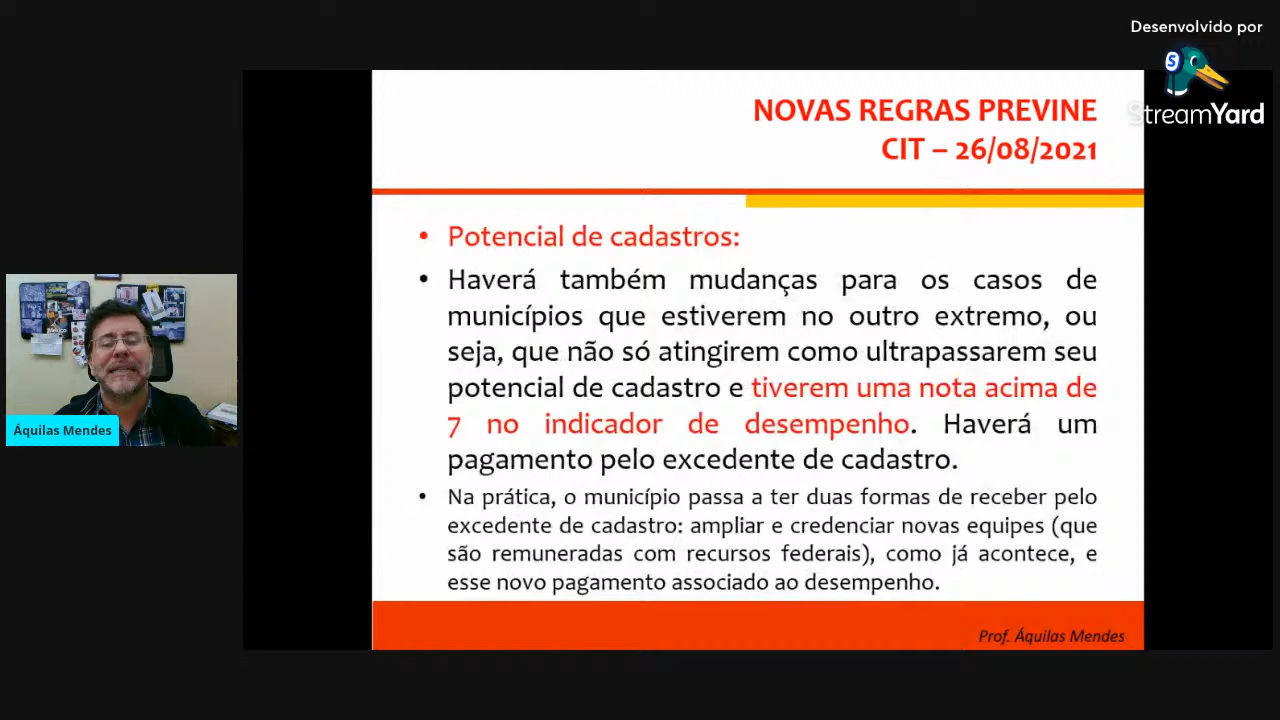 Desenvolvido por
StreamYard
NOVAS REGRAS PREVINE
CIT – 26/08/2021
• Potencial de cadastros:
• Haverá também mudanças para os casos de
municípios que estiverem no outro extremo, ou
seja, que não só atingirem como ultrapassarem seu
potencial de cadastro e tiverem uma nota acima de
7 no indicador de desempenho. Haverá um
pagamento pelo excedente de cadastro.
• Na prática, o município passa a ter duas formas de receber pelo
excedente de cadastro: ampliar e credenciar novas equipes (que
são remuneradas com recursos federais), como já acontece, e
esse novo pagamento associado ao desempenho.
Prof. Áquilas Mendes
Áquilas Mendes